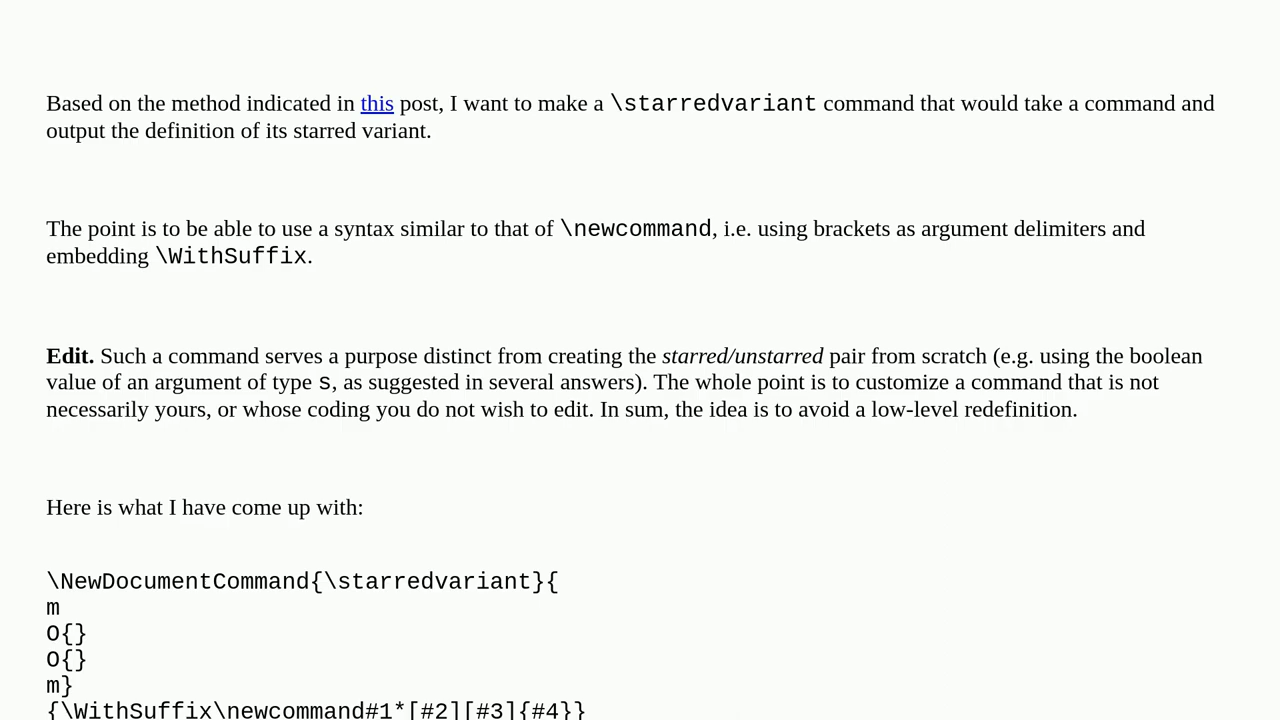 Based on the method indicated in this post, I want to make a \starredvariant command that would take a command and
output the definition of its starred variant.
The point is to be able to use a syntax similar to that of \newcommand, i.e. using brackets as argument delimiters and
embedding \WithSuffix.
Edit. Such a command serves a purpose distinct from creating the starred/unstarred pair from scratch (e.g. using the boolean
value of an argument of type s, as suggested in several answers). The whole point is to customize a command that is not
necessarily yours, or whose coding you do not wish to edit. In sum, the idea is to avoid a low-level redefinition.
Here is what I have come up with:
\NewDocumentCommand{\starredvariant}{
m
O{}
O{}
m}
{\WithSuffix\newcommand#1*[#2][#3]{#4}}